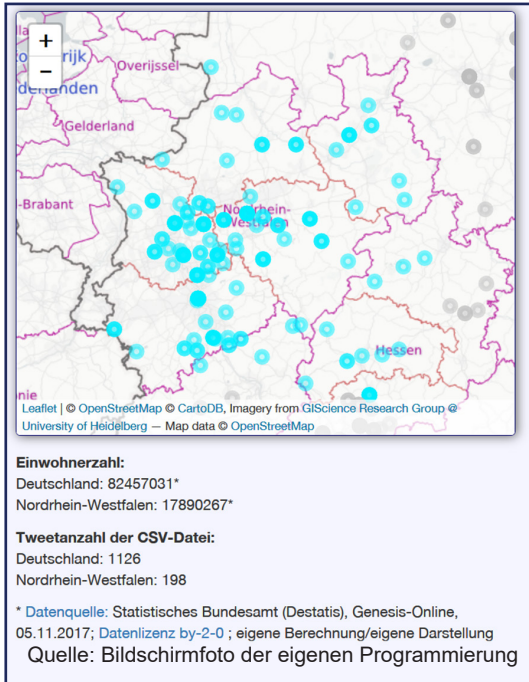 +
−
Overijssel
Gelderland
-Brabant
Nordrhein-
Westfalen
Hessen
Leaflet | © OpenStreetMap © CartoDB, Imagery from GIScience Research Group @
University of Heidelberg — Map data © OpenStreetMap
Einwohnerzahl:
Deutschland: 82457031*
Nordrhein-Westfalen: 17890267*
Tweetanzahl der CSV-Datei:
Deutschland: 1126
Nordrhein-Westfalen: 198
* Datenquelle: Statistisches Bundesamt (Destatis), Genesis-Online,
05.11.2017; Datenlizenz by-2-0 ; eigene Berechnung/eigene Darstellung
Quelle: Bildschirmfoto der eigenen Programmierung